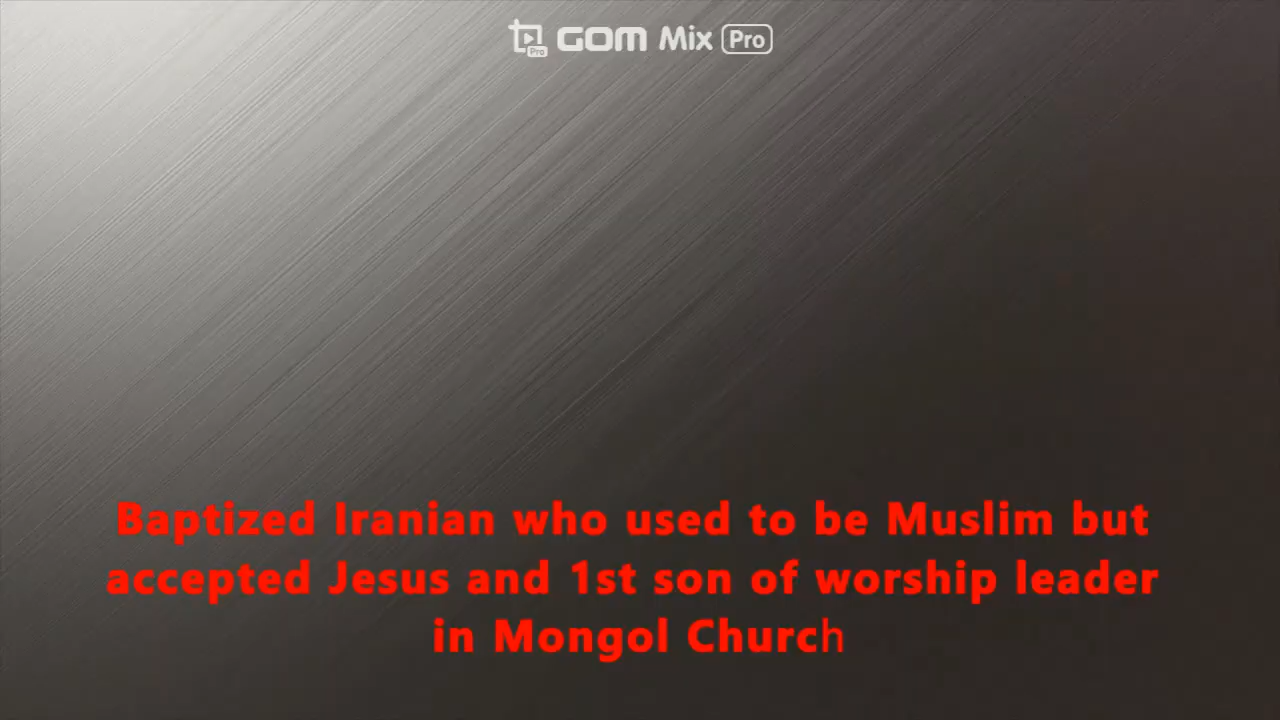 Pro GOM Mix Pro
Baptized Iranian who used to be Muslim but
accepted Jesus and 1st son of worship leader
in Mongol Church